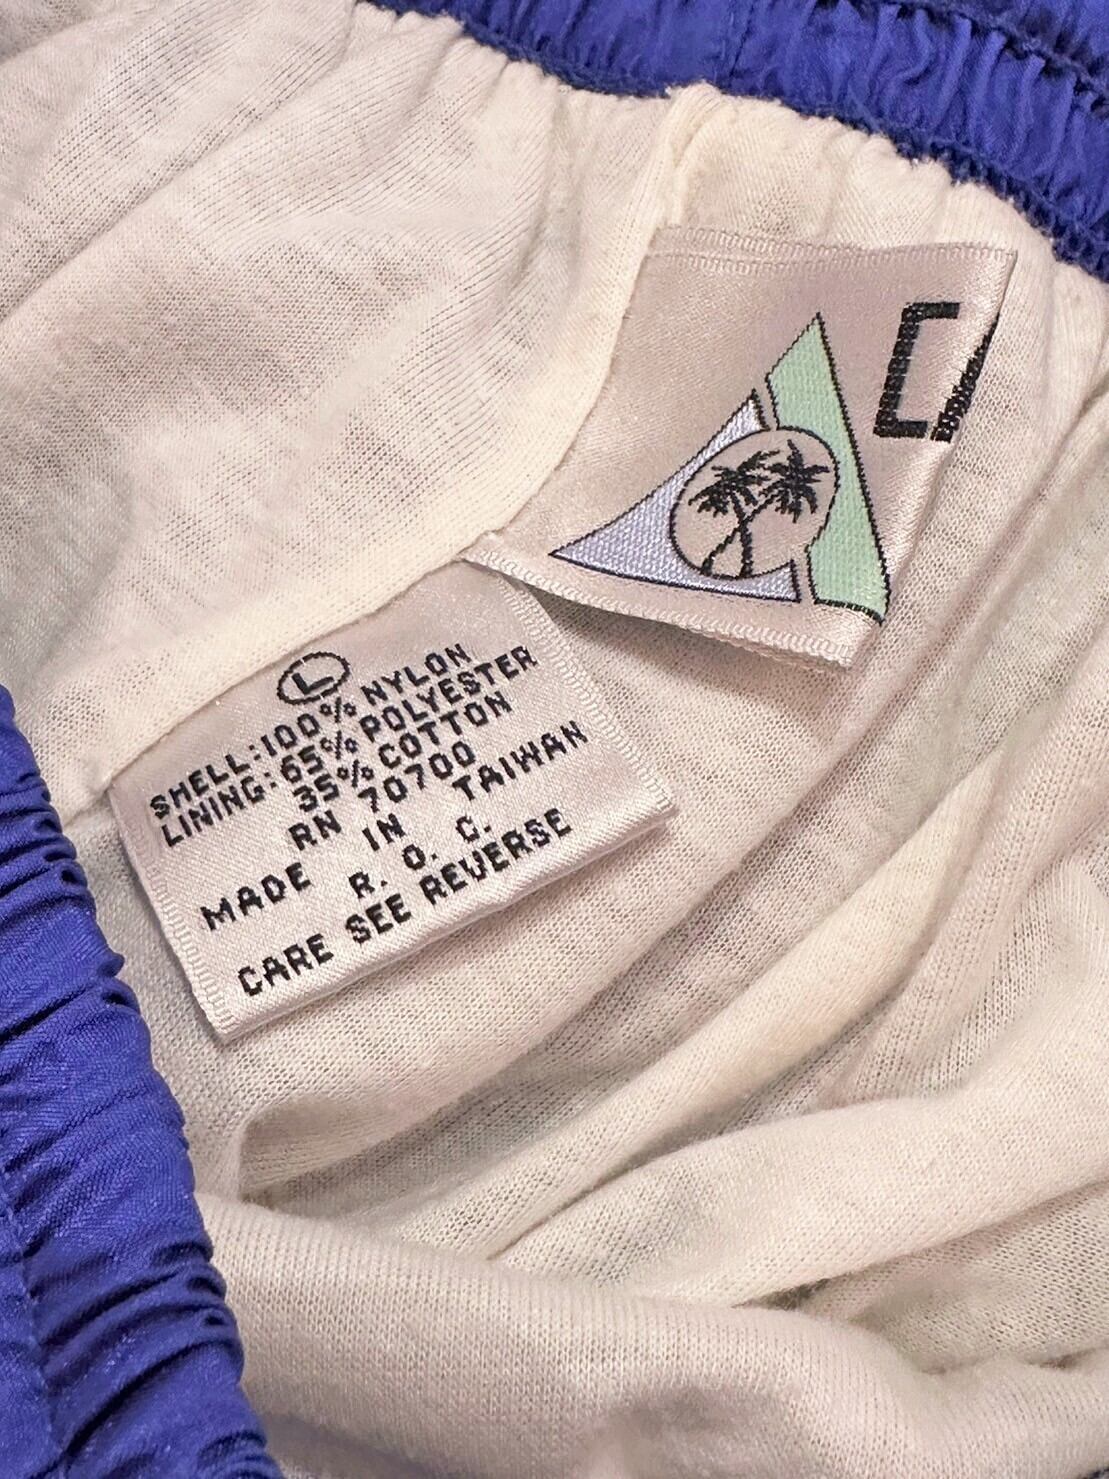 L
SHELL:100% NYLON
LINING:65% POLYESTER
35% COTTON
RN 70700
MADE IN TAIWAN
R. O. C.
CARE SEE REVERSE